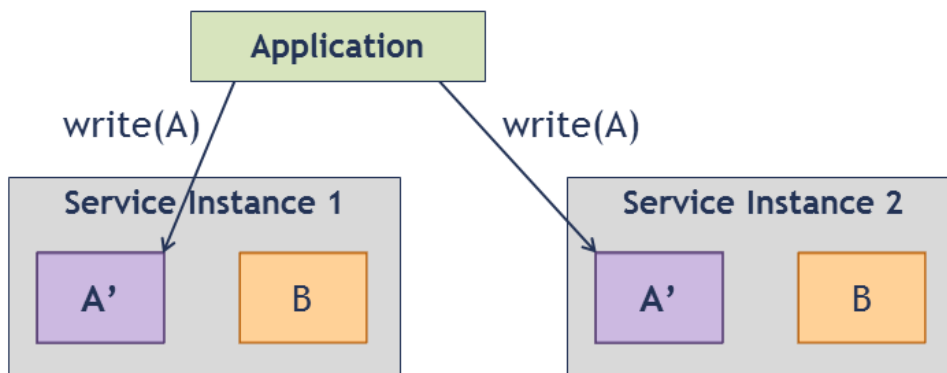 Application
write(A)
write(A)
Service Instance 1
Service Instance 2
A’
B
A’
B